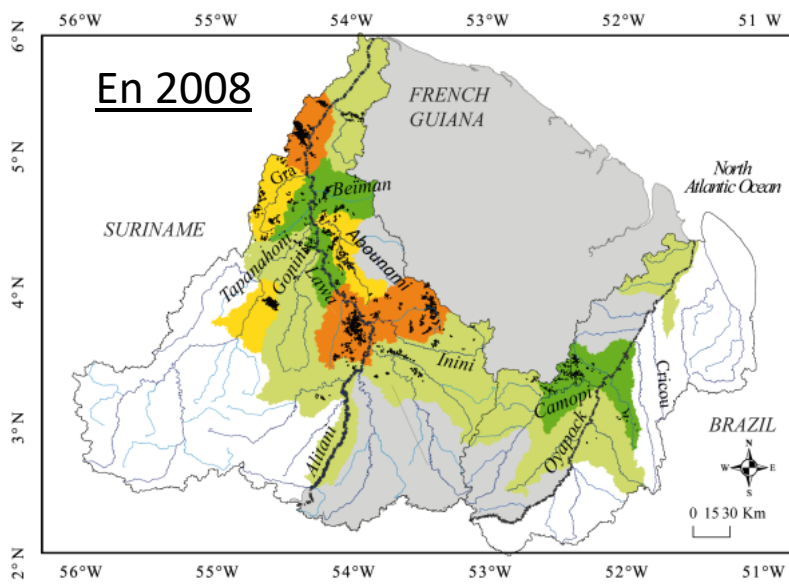 56°W 55°W 54°W 53°W 52°W 51 W
6°N
En 2008
FRENCH
GUIANA
5°N
North
Atlantic Ocean
Gra
Beiman
SURINAME
Abounami
Tapanahoni
Gonini
Lawa
4°N
Inini
Camopi
Cricou
3°N
BRAZIL
Alitani
Oyapock
N
W E
S
0 15 30 Km
2°N
56°W 55°W 54°W 53°W 52°W 51°W